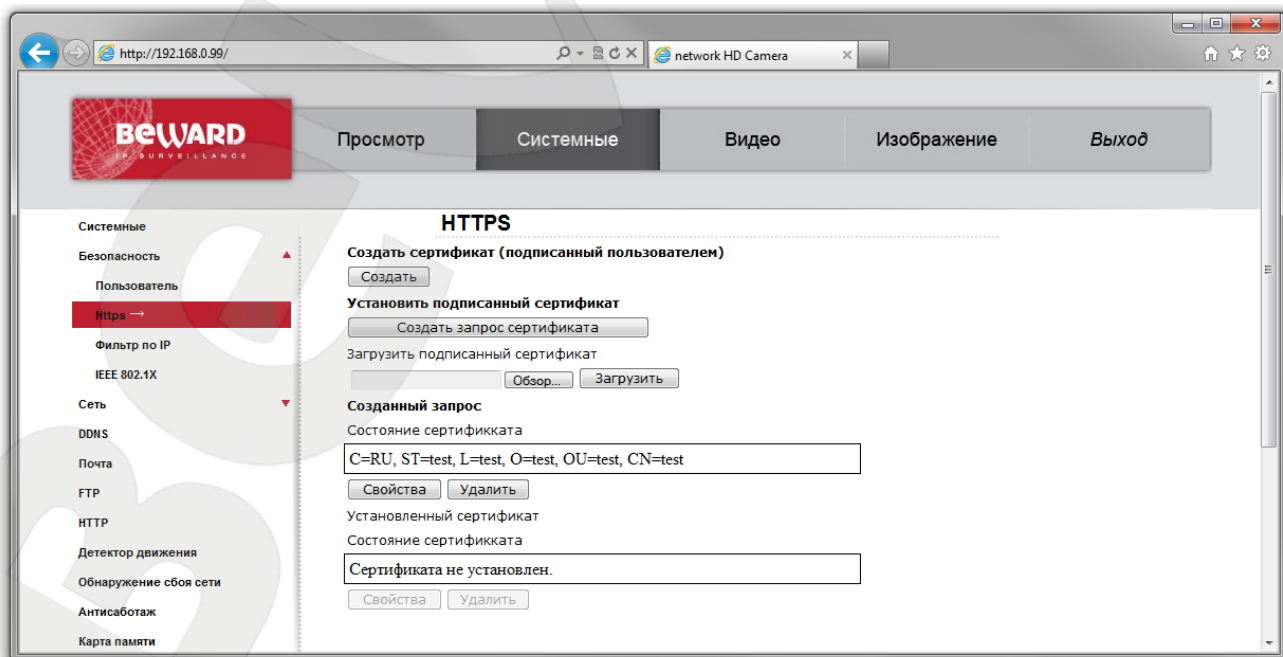 http://192.168.0.99/
network HD Camera
BEWARD
IP SURVEILLANCE
Просмотр
Системные
Видео
Изображение
Выход
Системные
Безопасность
Пользователь
Https →
Фильтр по IP
IEEE 802.1X
Сеть
DDNS
Почта
FTP
HTTP
Детектор движения
Обнаружение сбоя сети
Антисаботаж
Карта памяти
HTTPS
Создать сертификат (подписанный пользователем)
Создать
Установить подписанный сертификат
Создать запрос сертификата
Загрузить подписанный сертификат
Обзор... Загрузить
Созданный запрос
Состояние сертификката
C=RU, ST=test, L=test, O=test, OU=test, CN=test
Свойства Удалить
Установленный сертификат
Состояние сертификката
Сертификата не установлен.
Свойства Удалить